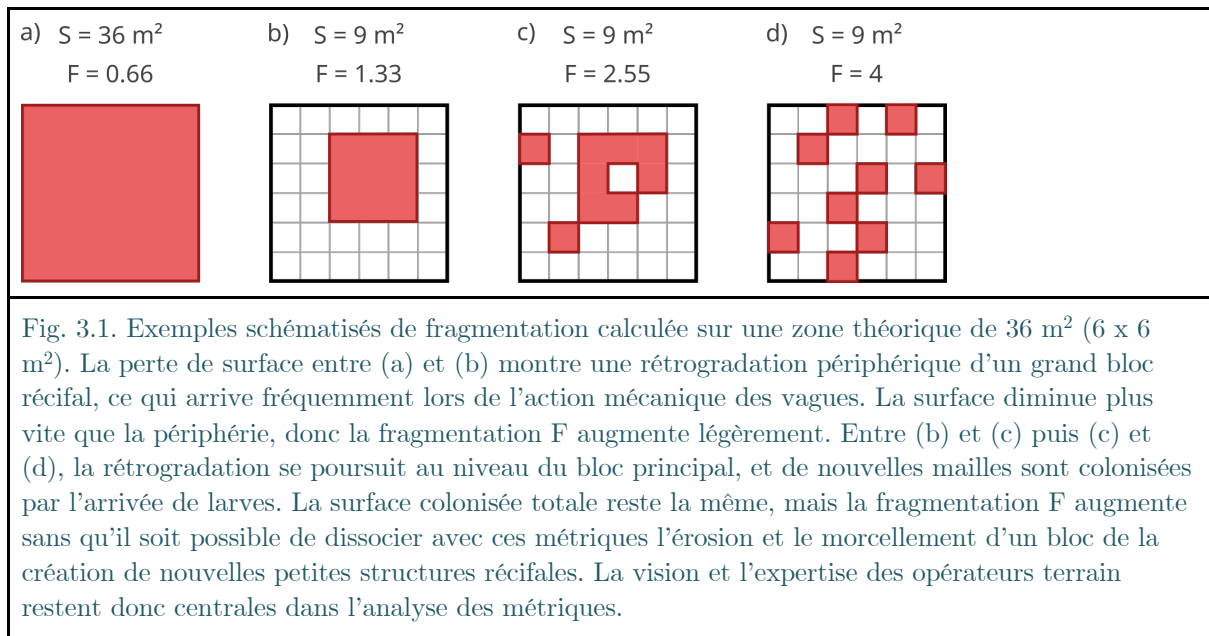 a) S = 36 m² b) S = 9 m² c) S = 9 m² d) S = 9 m²
F = 0.66 F = 1.33 F = 2.55 F = 4
Fig. 3.1. Exemples schématisés de fragmentation calculée sur une zone théorique de 36 m² (6 x 6
m²). La perte de surface entre (a) et (b) montre une rétrogradation périphérique d'un grand bloc
récifal, ce qui arrive fréquemment lors de l'action mécanique des vagues. La surface diminue plus
vite que la périphérie, donc la fragmentation F augmente légèrement. Entre (b) et (c) puis (c) et
(d), la rétrogradation se poursuit au niveau du bloc principal, et de nouvelles mailles sont colonisées
par l'arrivée de larves. La surface colonisée totale reste la même, mais la fragmentation F augmente
sans qu'il soit possible de dissocier avec ces métriques l'érosion et le morcellement d'un bloc de la
création de nouvelles petites structures récifales. La vision et l'expertise des opérateurs terrain
restent donc centrales dans l'analyse des métriques.